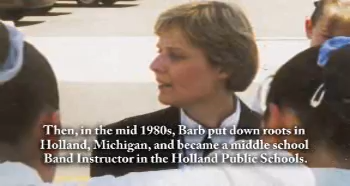 Then, in the mid 1980s, Barb put down roots in
Holland, Michigan, and became a middle school
Band Instructor in the Holland Public Schools.